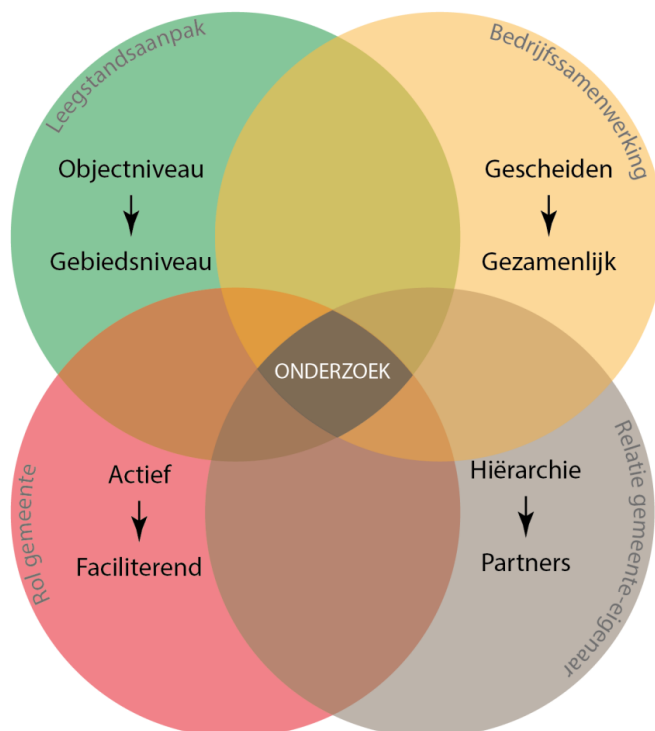 Leegstandsaanpak
Bedrijfssamenwerking
Objectniveau
Gebiedsniveau
Gescheiden
Gezamenlijk
ONDERZOEK
Rol gemeente
Actief
Faciliterend
Hiërarchie
Partners
Relatie gemeente-eigenaar